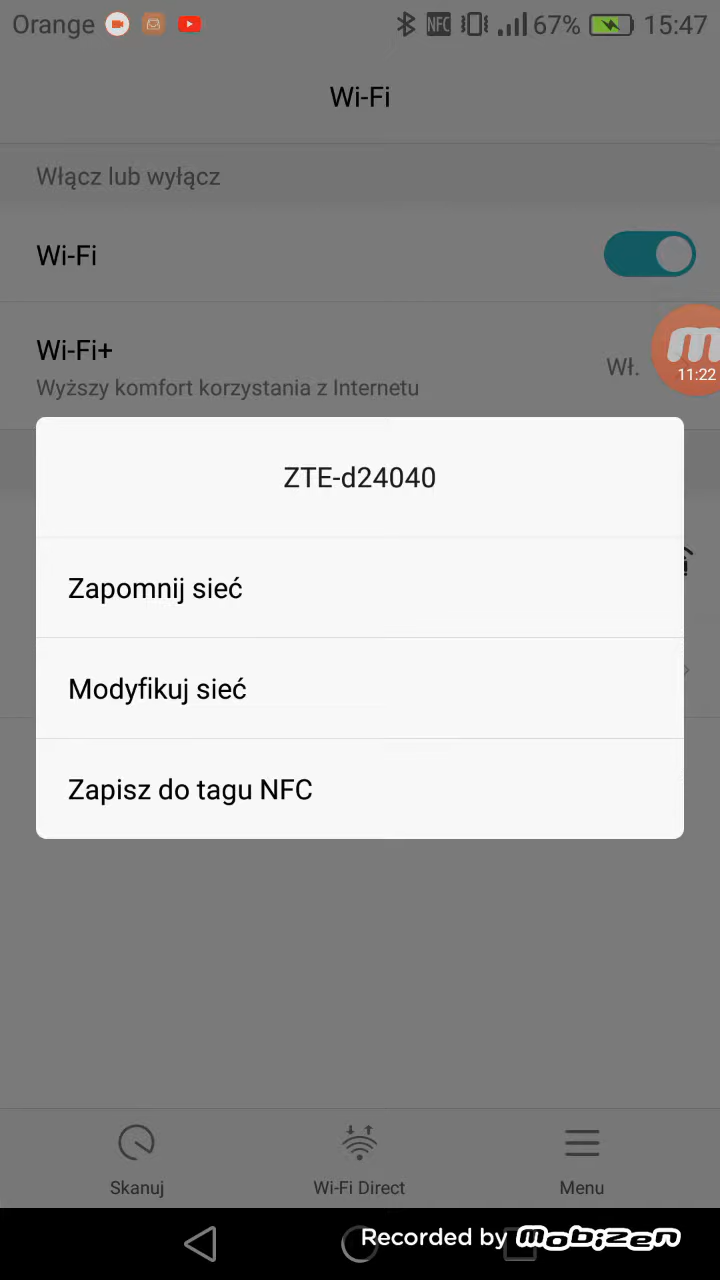 Orange NFC 67% 15:47
Wi-Fi
Włącz lub wyłącz
Wi-Fi
Wi-Fi+
Wyższy komfort korzystania z Internetu
Wł.
11:22
ZTE-d24040
Zapomnij sieć
Modyfikuj sieć
Zapisz do tagu NFC
Skanuj
Wi-Fi Direct
Menu
Recorded by mobizen